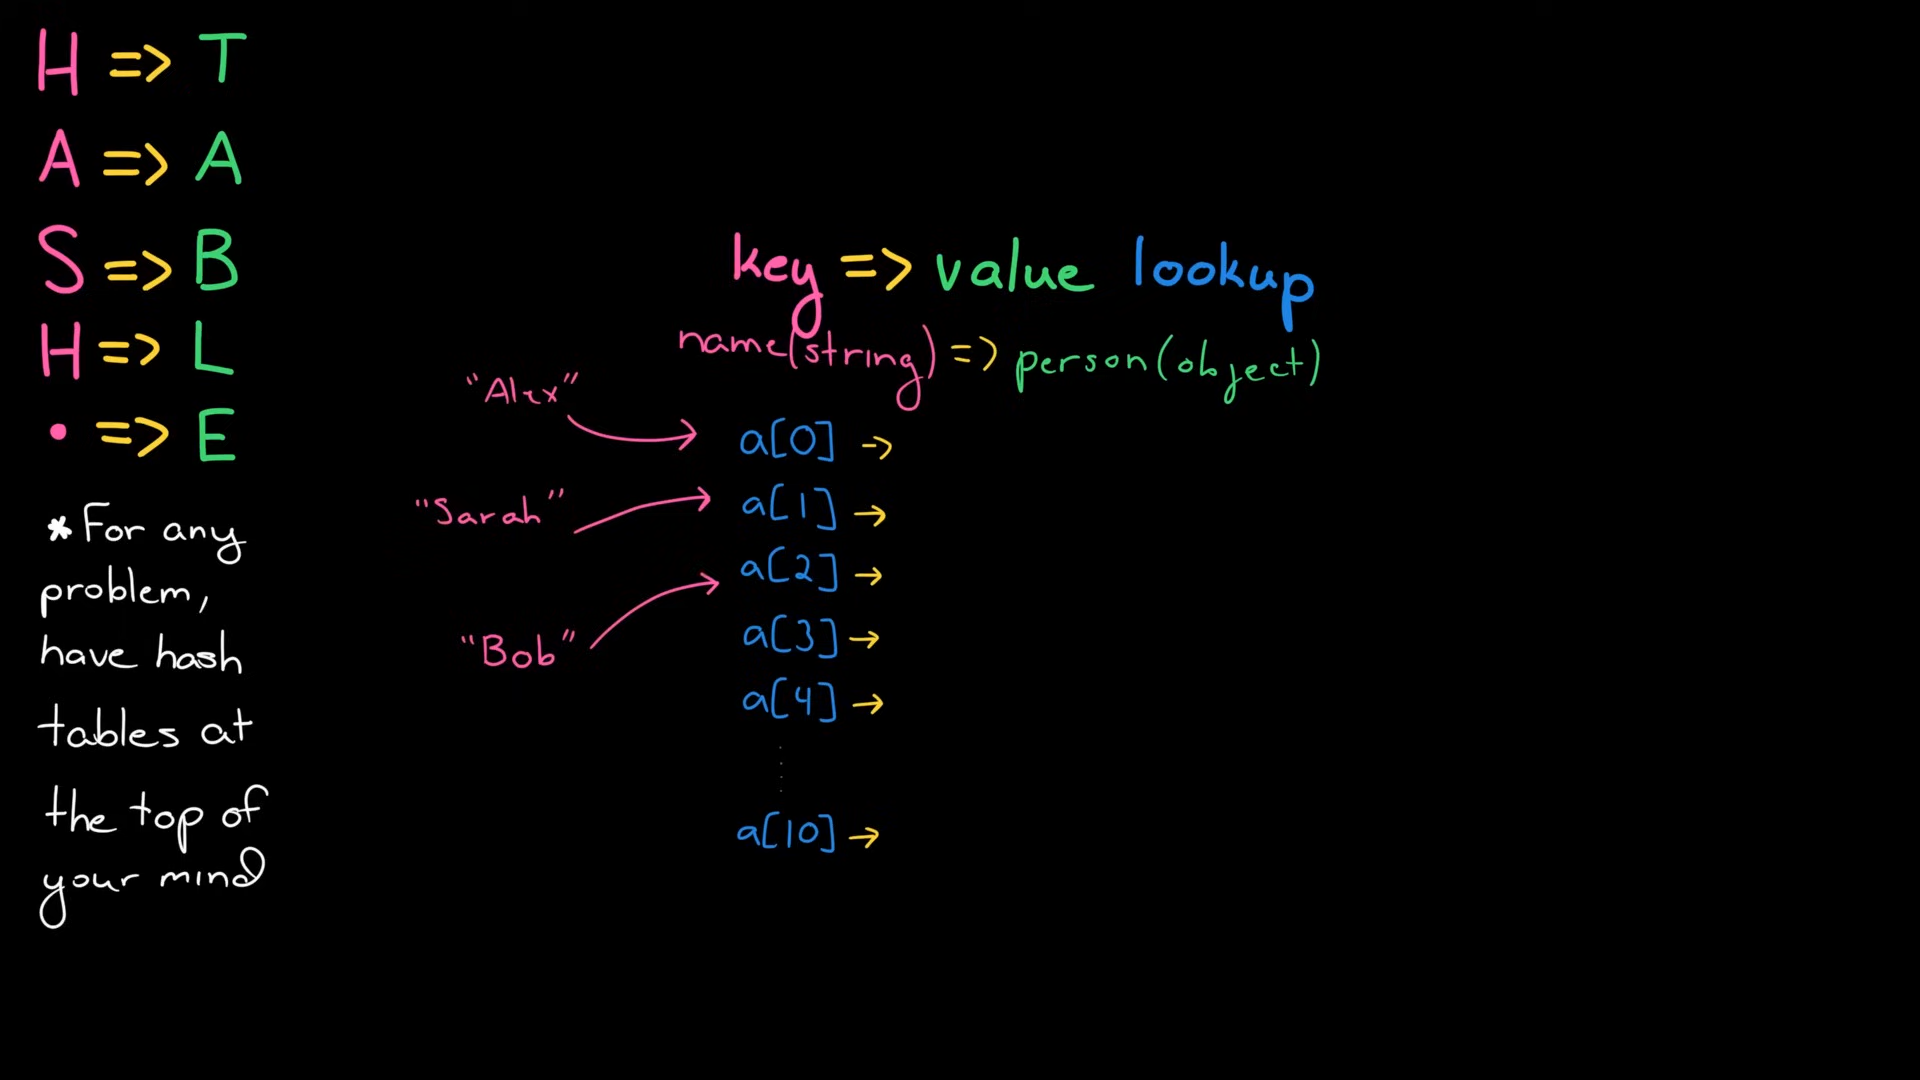 H => T
A => A
S => B
H => L
• => E
* For any
problem,
have hash
tables at
the top of
your mind
key => value lookup
name(string) => person(object)
"Alex"
"Sarah"
"Bob"
a[0] →
a[1] →
a[2] →
a[3] →
a[4] →
a[10] →